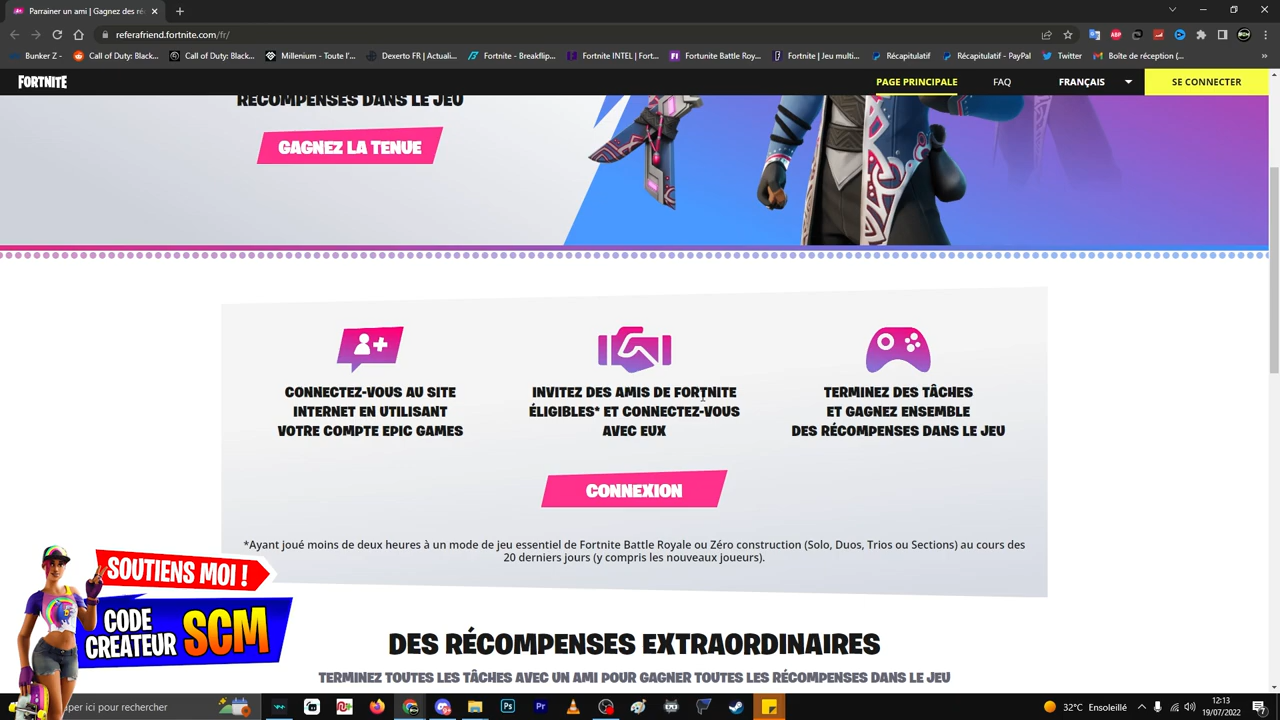 Parrainer un ami | Gagnez des ré
referafriend.fortnite.com/fr/
Bunker Z -
Call of Duty: Black...
Call of Duty: Black...
Millenium - Toute l'...
Dexerto FR | Actuali...
Fortnite - Breakflip...
Fortnite INTEL | Fort...
Fortunite Battle Roy...
Fortnite | Jeu multi...
Récapitulatif
Récapitulatif - PayPal
Twitter
Boîte de réception (...
FORTNITE
PAGE PRINCIPALE
FAQ
FRANÇAIS
SE CONNECTER
RÉCOMPENSES DANS LE JEU
GAGNEZ LA TENUE
CONNECTEZ-VOUS AU SITE
INTERNET EN UTILISANT
VOTRE COMPTE EPIC GAMES
INVITEZ DES AMIS DE FORTNITE
ÉLIGIBLES* ET CONNECTEZ-VOUS
AVEC EUX
TERMINEZ DES TÂCHES
ET GAGNEZ ENSEMBLE
DES RÉCOMPENSES DANS LE JEU
CONNEXION
*Ayant joué moins de deux heures à un mode de jeu essentiel de Fortnite Battle Royale ou Zéro construction (Solo, Duos, Trios ou Sections) au cours des
20 derniers jours (y compris les nouveaux joueurs).
SOUTIENS MOI !
CODE
CRÉATEUR SCM
DES RÉCOMPENSES EXTRAORDINAIRES
TERMINEZ TOUTES LES TÂCHES AVEC UN AMI POUR GAGNER TOUTES LES RÉCOMPENSES DANS LE JEU
aper ici pour rechercher
32°C Ensoleillé
12:13
19/07/2022